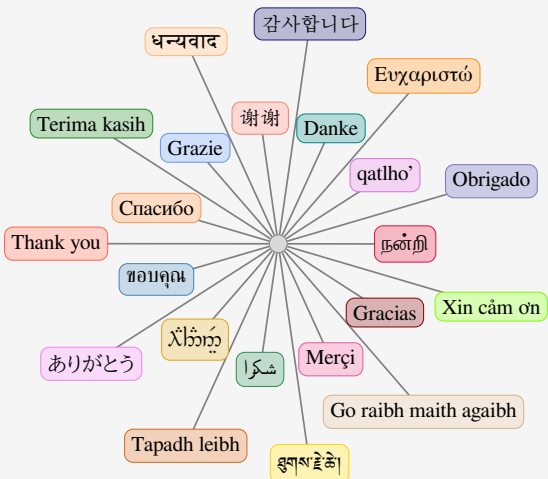 감사합니다
धन्यवाद
Ευχαριστώ
谢谢
Terima kasih
Danke
Grazie
qatlho’
Obrigado
Спасибо
Thank you
நன்றி
ขอบคุณ
Xin cảm ơn
Gracias
ありがとう
Merçi
شكرا
Go raibh maith agaibh
Tapadh leibh
ཐུགས་རྗེ་ཆེ།